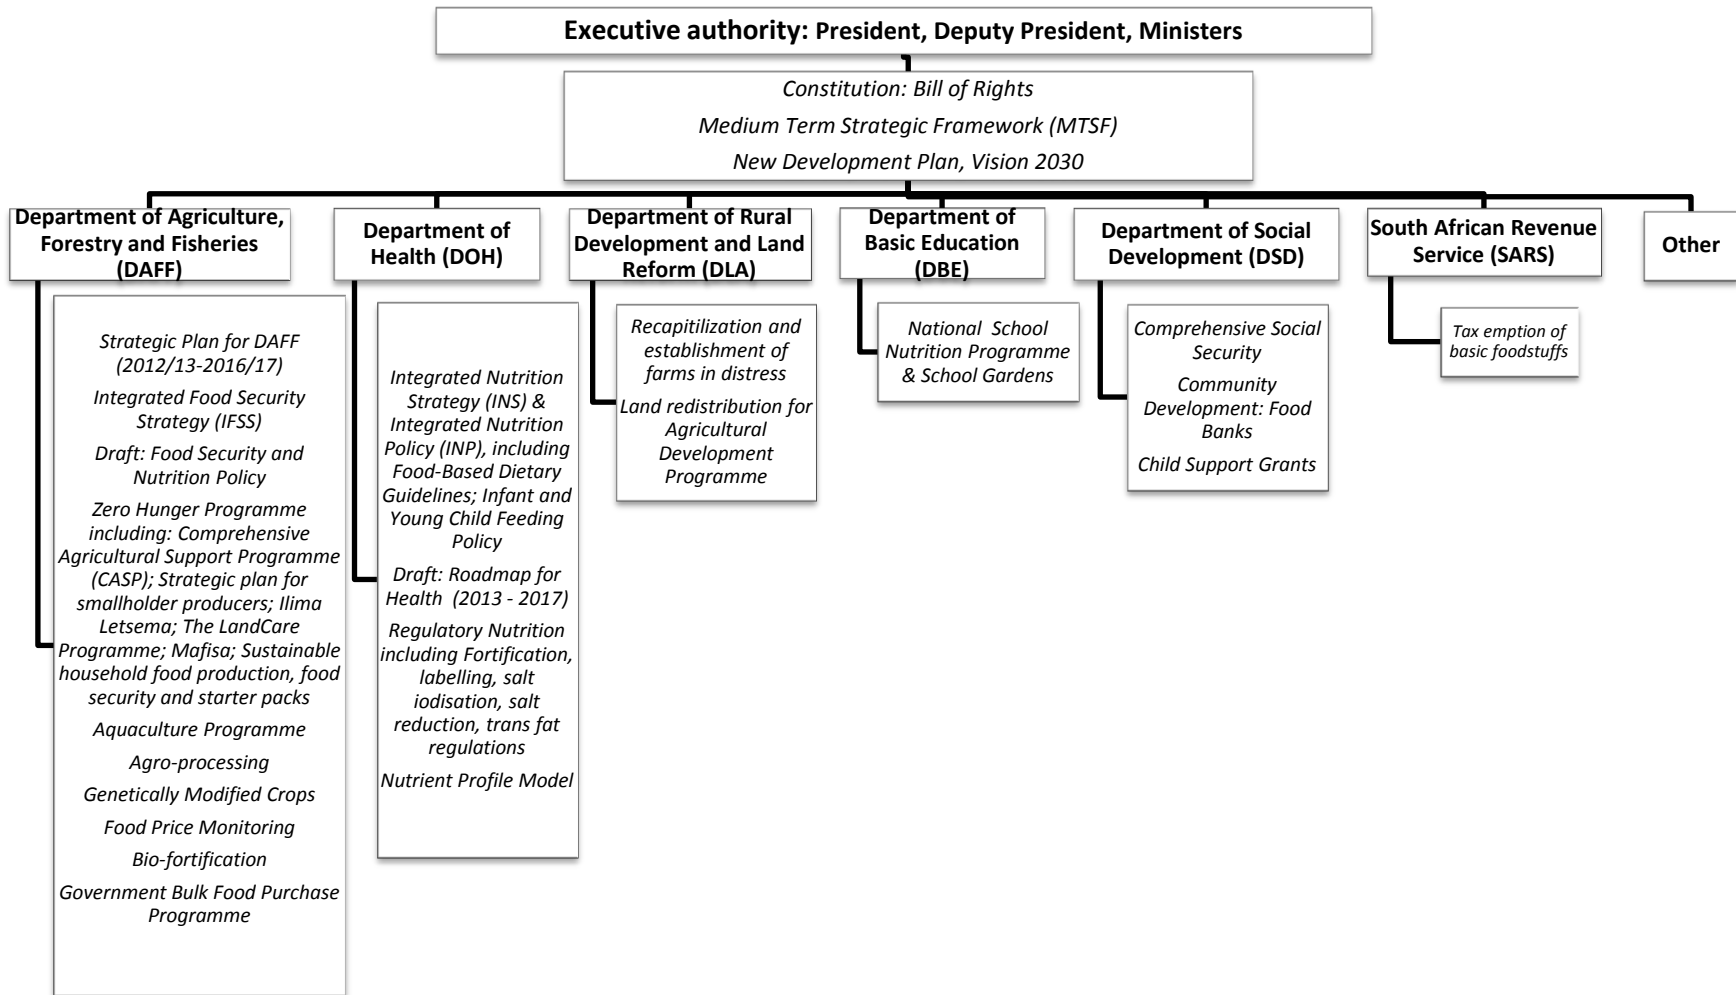 Executive authority: President, Deputy President, Ministers
Constitution: Bill of Rights
Medium Term Strategic Framework (MTSF)
New Development Plan, Vision 2030
Department of Agriculture,
Forestry and Fisheries
(DAFF)
Strategic Plan for DAFF
(2012/13-2016/17)
Integrated Food Security
Strategy (IFSS)
Draft: Food Security and
Nutrition Policy
Zero Hunger Programme
including: Comprehensive
Agricultural Support Programme
(CASP); Strategic plan for
smallholder producers; Ilima
Letsema; The LandCare
Programme; Mafisa; Sustainable
household food production, food
security and starter packs
Aquaculture Programme
Agro-processing
Genetically Modified Crops
Food Price Monitoring
Bio-fortification
Government Bulk Food Purchase
Programme
Department of
Health (DOH)
Integrated Nutrition
Strategy (INS) &
Integrated Nutrition
Policy (INP), including
Food-Based Dietary
Guidelines; Infant and
Young Child Feeding
Policy
Draft: Roadmap for
Health (2013 - 2017)
Regulatory Nutrition
including Fortification,
labelling, salt
iodisation, salt
reduction, trans fat
regulations
Nutrient Profile Model
Department of Rural
Development and Land
Reform (DLA)
Recapitilization and
establishment of
farms in distress
Land redistribution for
Agricultural
Development
Programme
Department of
Basic Education
(DBE)
National School
Nutrition Programme
& School Gardens
Department of Social
Development (DSD)
Comprehensive Social
Security
Community
Development: Food
Banks
Child Support Grants
South African Revenue
Service (SARS)
Tax emption of
basic foodstuffs
Other